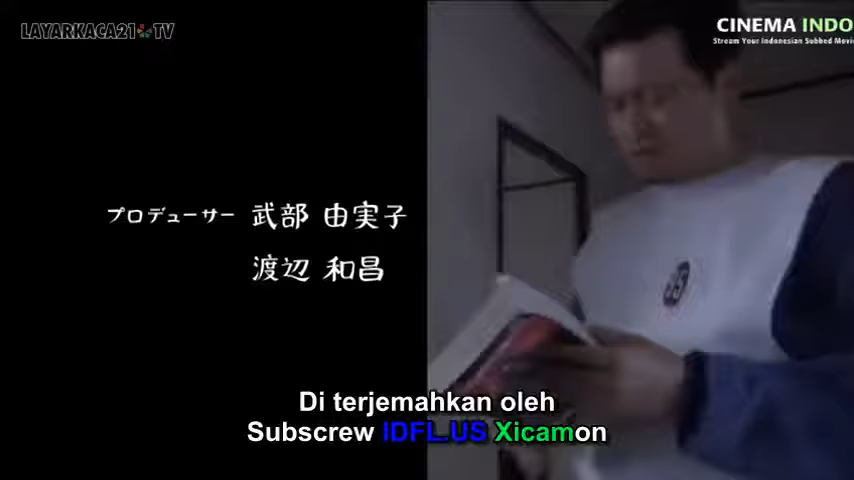 LAYARKACA21 TV
CINEMA INDO
Stream Your Indonesian Subbed Movi
プロデューサー 武部 由実子
渡辺 和昌
Di terjemahkan oleh
Subscrew IDFL.US Xicamon